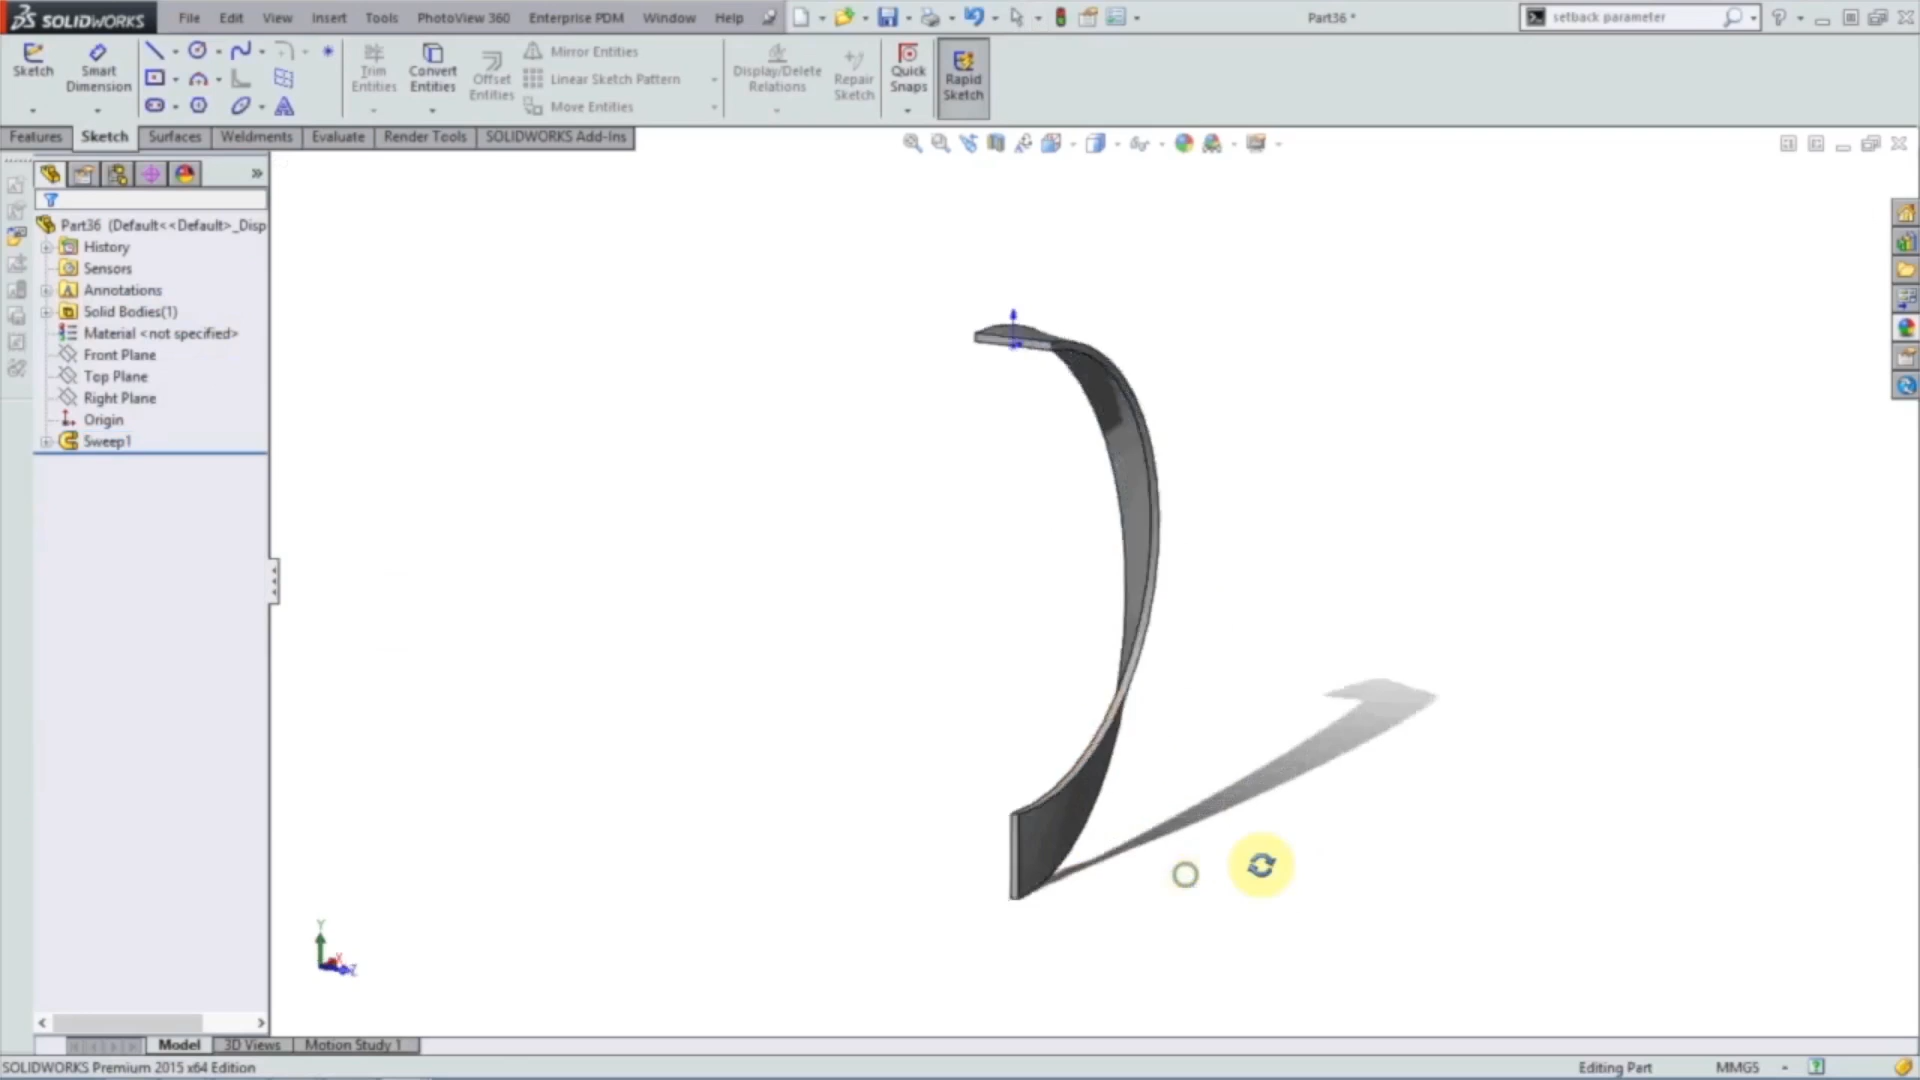 SOLIDWORKS File Edit View Insert Tools PhotoView 360 Enterprise PDM Window Help Part36 * setback parameter
Sketch Smart Dimension Trim Entities Convert Entities Offset Entities Mirror Entities Linear Sketch Pattern Move Entities Display/Delete Relations Repair Sketch Quick Snaps Rapid Sketch
Features Sketch Surfaces Weldments Evaluate Render Tools SOLIDWORKS Add-Ins
Part36 (Default<<Default>_Disp
History
Sensors
Annotations
Solid Bodies(1)
Material <not specified>
Front Plane
Top Plane
Right Plane
Origin
Sweep1
Y
X
Z
Model 3D Views Motion Study 1
SOLIDWORKS Premium 2015 x64 Edition Editing Part MMGS